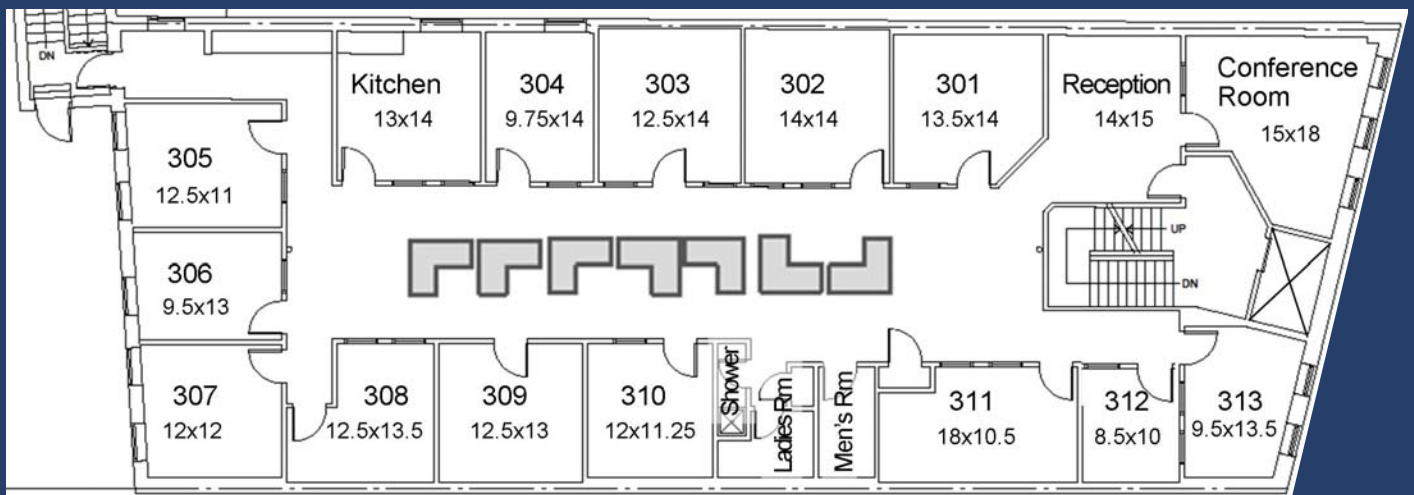 DN
Kitchen
13x14
304
9.75x14
303
12.5x14
302
14x14
301
13.5x14
Reception
14x15
Conference
Room
15x18
305
12.5x11
306
9.5x13
UP
DN
307
12x12
308
12.5x13.5
309
12.5x13
310
12x11.25
Shower
Ladies Rm
Men's Rm
311
18x10.5
312
8.5x10
313
9.5x13.5